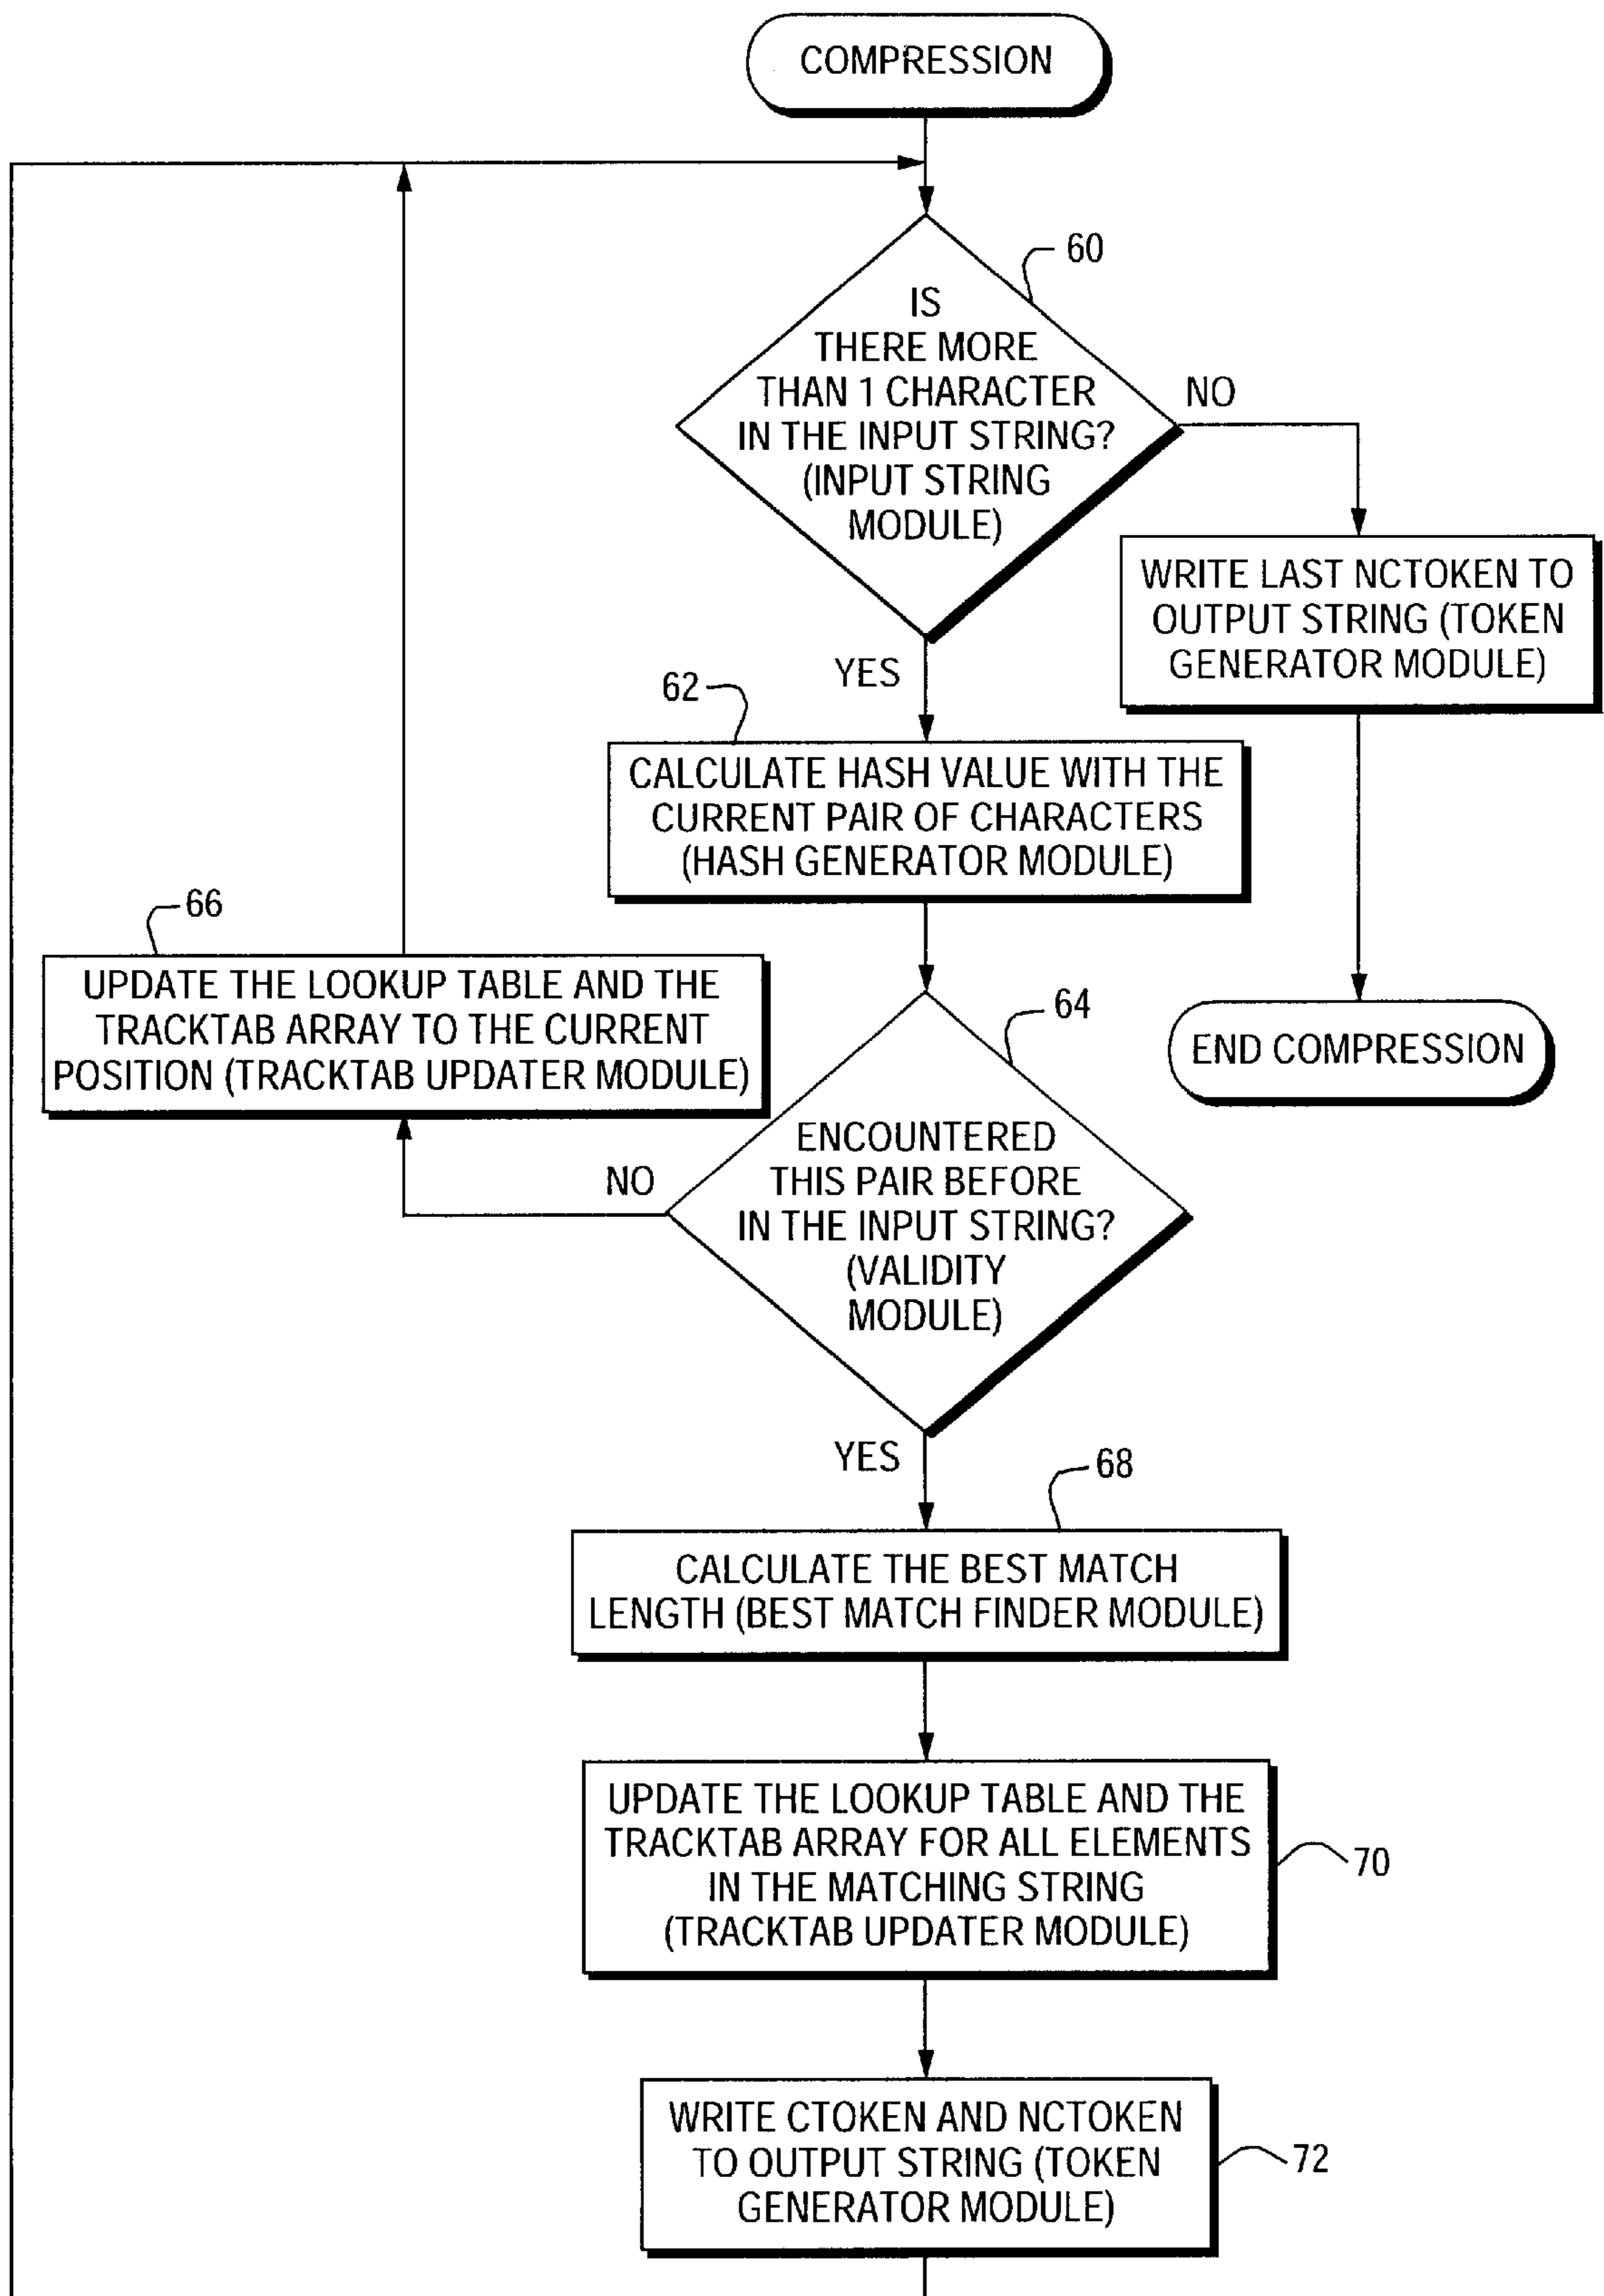 COMPRESSION
60
IS
THERE MORE
THAN 1 CHARACTER
IN THE INPUT STRING?
(INPUT STRING
MODULE)
NO
WRITE LAST NCTOKEN TO
OUTPUT STRING (TOKEN
GENERATOR MODULE)
YES
62
CALCULATE HASH VALUE WITH THE
CURRENT PAIR OF CHARACTERS
(HASH GENERATOR MODULE)
66
UPDATE THE LOOKUP TABLE AND THE
TRACKTAB ARRAY TO THE CURRENT
POSITION (TRACKTAB UPDATER MODULE)
64
END COMPRESSION
ENCOUNTERED
THIS PAIR BEFORE
IN THE INPUT STRING?
(VALIDITY
MODULE)
NO
YES
68
CALCULATE THE BEST MATCH
LENGTH (BEST MATCH FINDER MODULE)
UPDATE THE LOOKUP TABLE AND THE
TRACKTAB ARRAY FOR ALL ELEMENTS
IN THE MATCHING STRING
(TRACKTAB UPDATER MODULE)
70
WRITE CTOKEN AND NCTOKEN
TO OUTPUT STRING (TOKEN
GENERATOR MODULE)
72